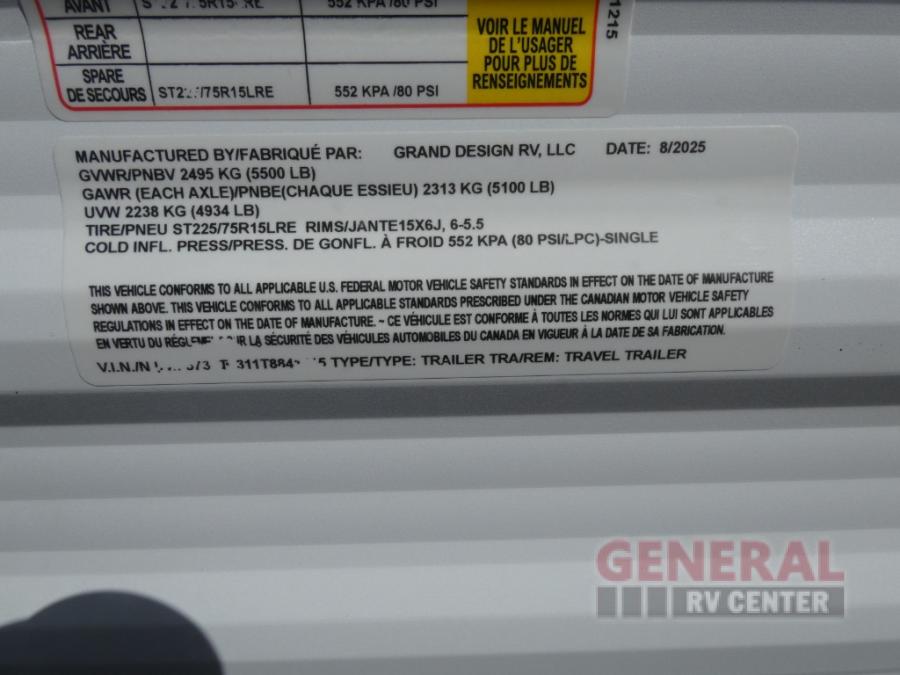 AVANT 552 KPA /80 PSI
REAR
ARRIÈRE
SPARE
DE SECOURS 552 KPA /80 PSI
VOIR LE MANUEL
DE L'USAGER
POUR PLUS DE
RENSEIGNEMENTS
1215
MANUFACTURED BY/FABRIQUÉ PAR: GRAND DESIGN RV, LLC DATE: 8/2025
GVWR/PNBV 2495 KG (5500 LB)
GAWR (EACH AXLE)/PNBE(CHAQUE ESSIEU) 2313 KG (5100 LB)
UVW 2238 KG (4934 LB)
TIRE/PNEU ST225/75R15LRE RIMS/JANTE15X6J, 6-5.5
COLD INFL. PRESS/PRESS. DE GONFL. À FROID 552 KPA (80 PSI/LPC)-SINGLE
THIS VEHICLE CONFORMS TO ALL APPLICABLE U.S. FEDERAL MOTOR VEHICLE SAFETY STANDARDS IN EFFECT ON THE DATE OF MANUFACTURE
SHOWN ABOVE. THIS VEHICLE CONFORMS TO ALL APPLICABLE STANDARDS PRESCRIBED UNDER THE CANADIAN MOTOR VEHICLE SAFETY
REGULATIONS IN EFFECT ON THE DATE OF MANUFACTURE. ~ CE VÉHICULE EST CONFORME À TOUTES LES NORMES QUI LUI SONT APPLICABLES
EN VERTU DU LA SÉCURITÉ DES VÉHICULES AUTOMOBILES DU CANADA EN VIGUEUR À LA DATE DE SA FABRICATION.
V.I.N./N TYPE/TYPE: TRAILER TRA/REM: TRAVEL TRAILER
GENERAL
RV CENTER